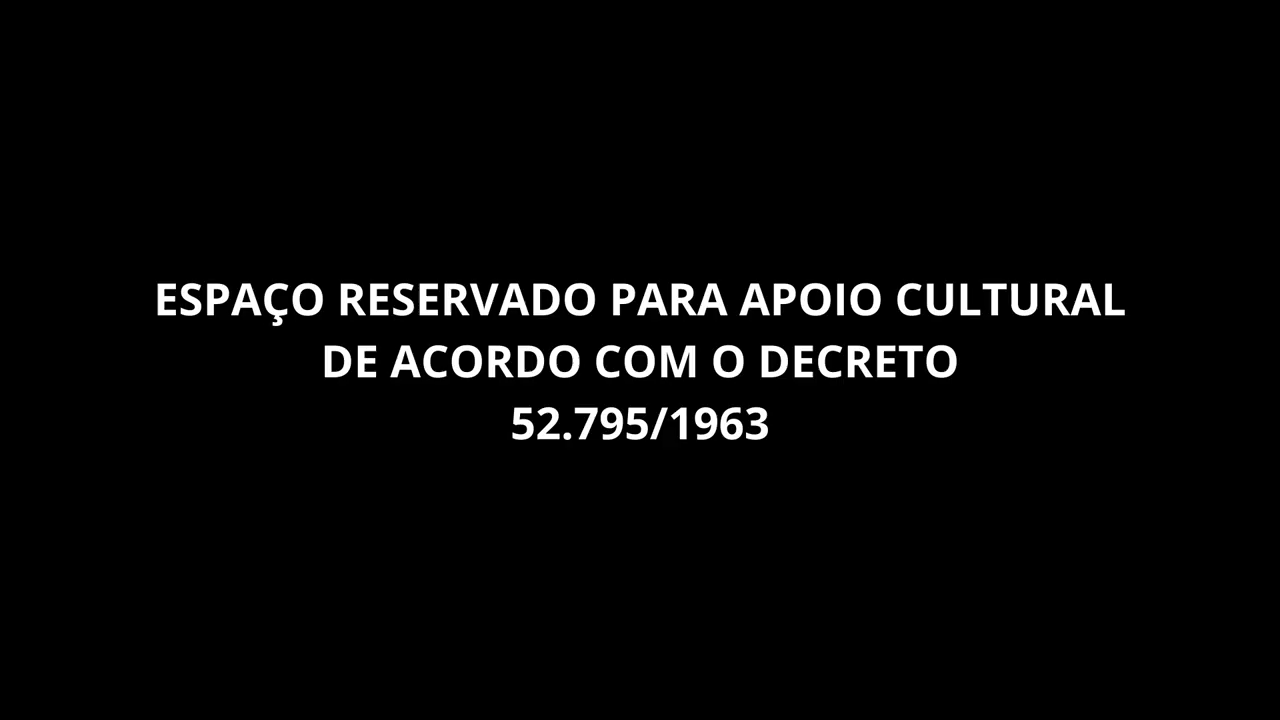 ESPAÇO RESERVADO PARA APOIO CULTURAL
DE ACORDO COM O DECRETO
52.795/1963